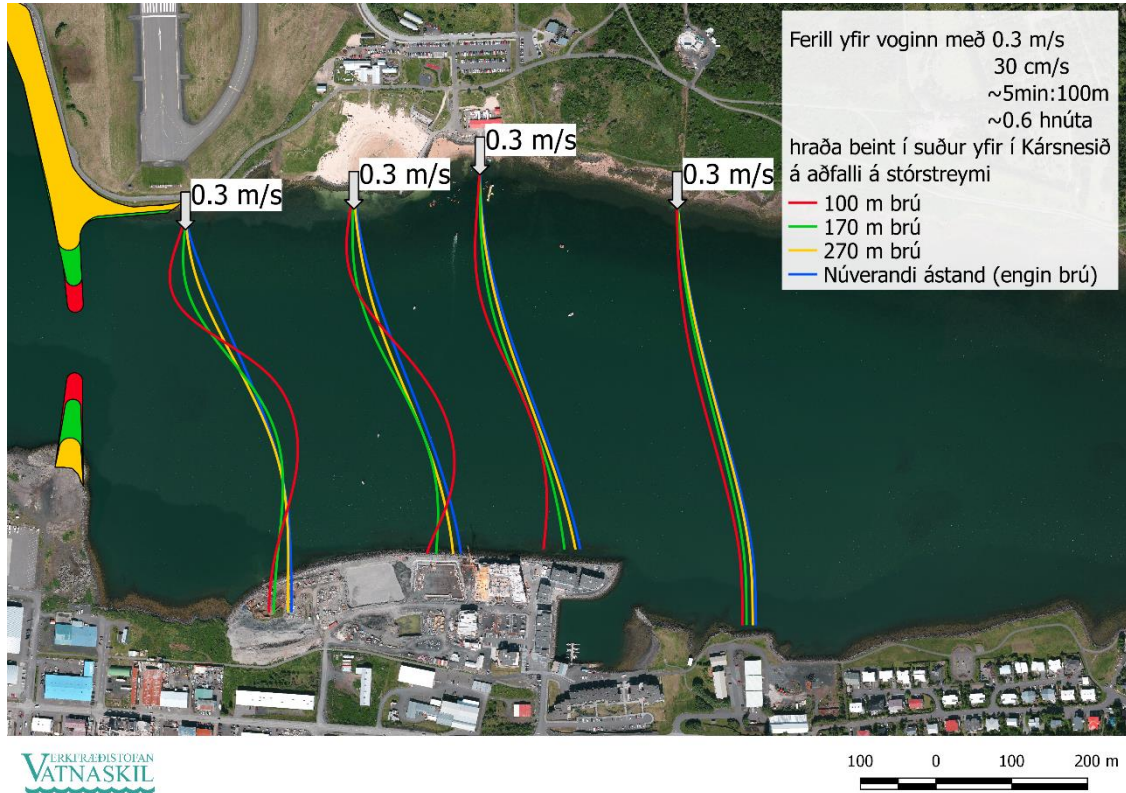 Ferill yfir voginn með 0.3 m/s
30 cm/s
~5min:100m
~0.6 hnúta
hraða beint í suður yfir í Kársnesið
á aðfalli á stórstreymi
100 m brú
170 m brú
270 m brú
Núverandi ástand (engin brú)
0.3 m/s
0.3 m/s
0.3 m/s
0.3 m/s
VERKFRÆÐISTOFAN
VATNASKIL
100 0 100 200 m